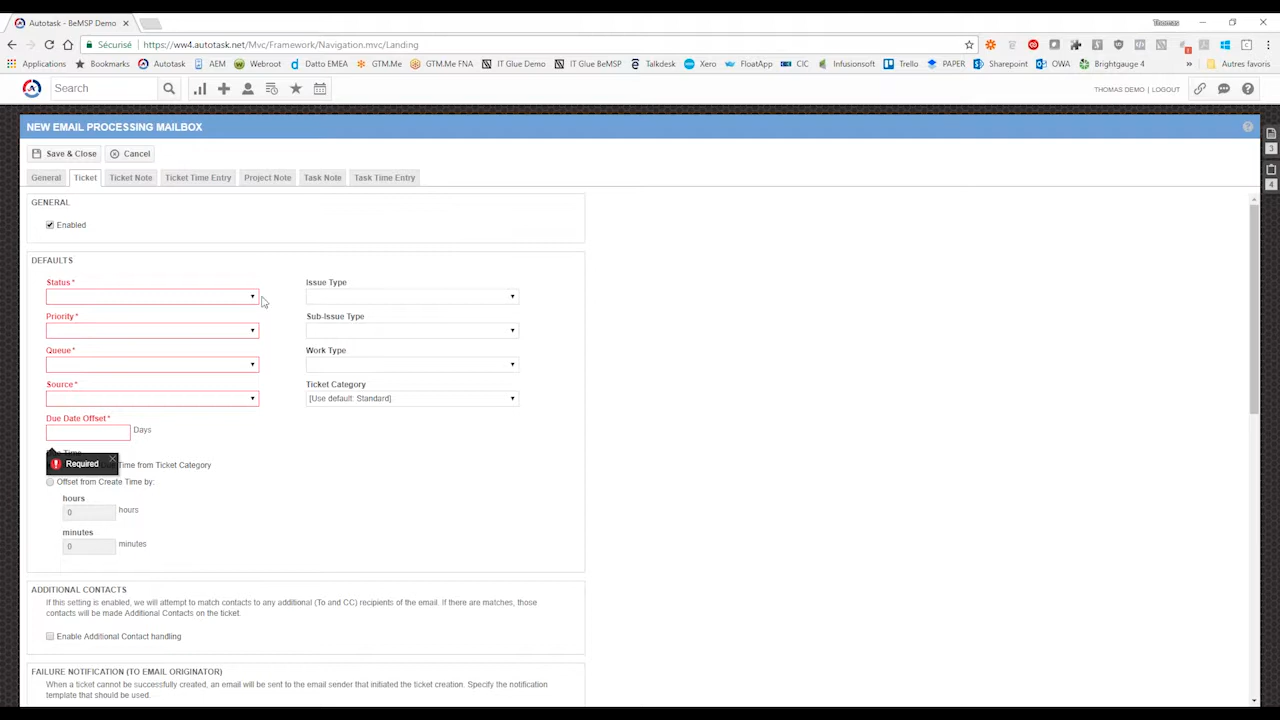 Autotask - BeMSP Demo
Thomas
Sécurisé https://ww4.autotask.net/Mvc/Framework/Navigation.mvc/Landing
Applications Bookmarks Autotask AEM Webroot Datto EMEA GTM.Me GTM.Me FNA IT Glue Demo IT Glue BeMSP Talkdesk Xero FloatApp CIC Infusionsoft Trello PAPER Sharepoint OWA Brightgauge 4 » Autres favoris
Search
THOMAS DEMO | LOGOUT
NEW EMAIL PROCESSING MAILBOX
Save & Close Cancel
3
General Ticket Ticket Note Ticket Time Entry Project Note Task Note Task Time Entry
4
GENERAL
Enabled
DEFAULTS
Status* Issue Type
Priority* Sub-Issue Type
Queue* Work Type
Source* Ticket Category
[Use default: Standard]
Due Date Offset*
Days
Required
Time from Ticket Category
Offset from Create Time by:
hours
0 hours
minutes
0 minutes
ADDITIONAL CONTACTS
If this setting is enabled, we will attempt to match contacts to any additional (To and CC) recipients of the email. If there are matches, those
contacts will be made Additional Contacts on the ticket.
Enable Additional Contact handling
FAILURE NOTIFICATION (TO EMAIL ORIGINATOR)
When a ticket cannot be successfully created, an email will be sent to the email sender that initiated the ticket creation. Specify the notification
template that should be used.